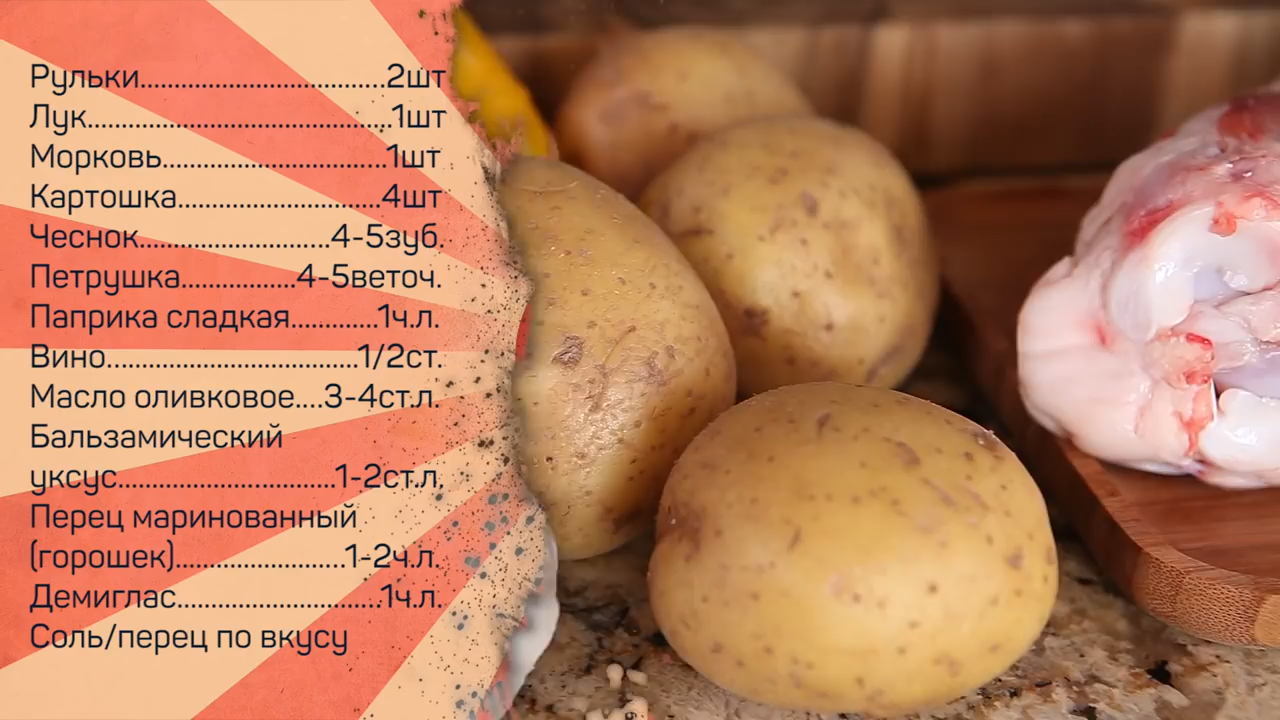 Рульки...............................2шт
Лук......................................1шт
Морковь............................1шт
Картошка..........................4шт
Чеснок........................4-5зуб.
Петрушка...............4-5веточ.
Паприка сладкая............1ч.л.
Вино................................1/2ст.
Масло оливковое....3-4ст.л.
Бальзамический
уксус...........................1-2ст.л.
Перец маринованный
(горошек).....................1-2ч.л.
Демиглас..........................1ч.л.
Соль/перец по вкусу